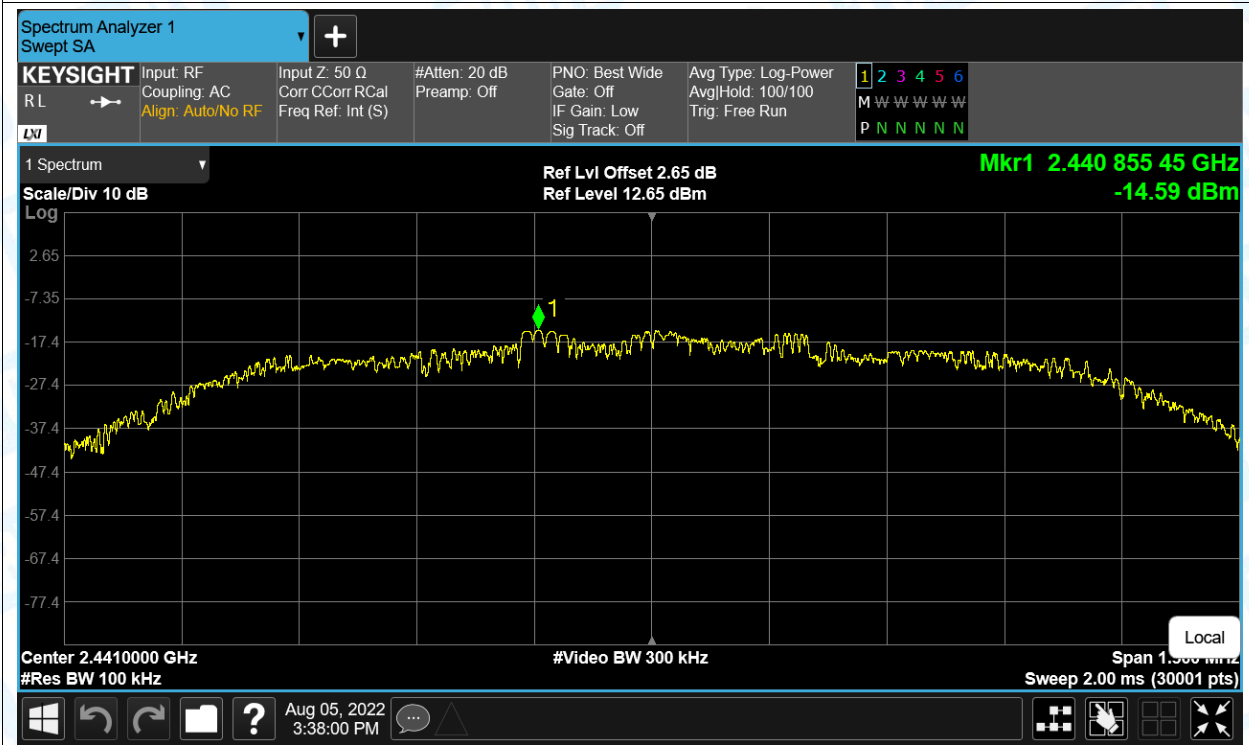 Spectrum Analyzer 1
Swept SA
KEYSIGHT
R L
LXI
Input: RF
Coupling: AC
Align: Auto/No RF
Input Z: 50 Ω
Corr CCorr RCal
Freq Ref: Int (S)
#Atten: 20 dB
Preamp: Off
PNO: Best Wide
Gate: Off
IF Gain: Low
Sig Track: Off
Avg Type: Log-Power
Avg|Hold: 100/100
Trig: Free Run
1 2 3 4 5 6
M W W W W W
P N N N N N
1 Spectrum
Scale/Div 10 dB
Log
Ref Lvl Offset 2.65 dB
Ref Level 12.65 dBm
Mkr1 2.440 855 45 GHz
-14.59 dBm
2.65
-7.35
1
-17.4
-27.4
-37.4
-47.4
-57.4
-67.4
-77.4
Local
Center 2.4410000 GHz
#Video BW 300 kHz
Span
#Res BW 100 kHz
Sweep 2.00 ms (30001 pts)
?
Aug 05, 2022
3:38:00 PM